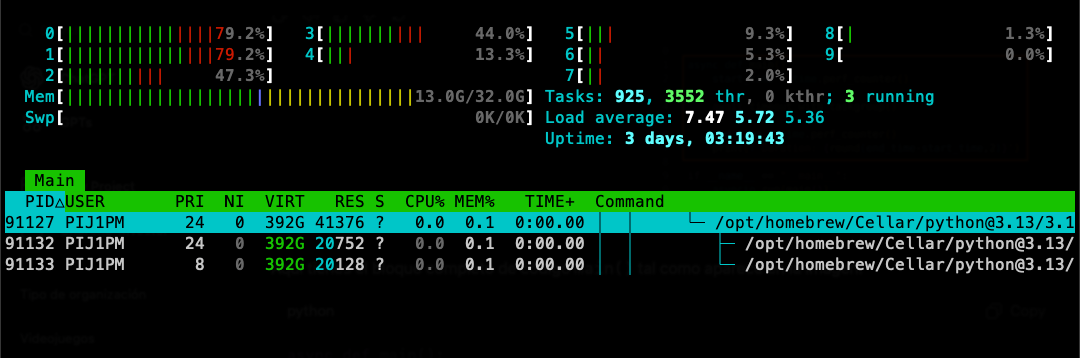 0[||||||||||||||||79.2%] 3[||||||||||| 44.0%] 5[||| 9.3%] 8[| 1.3%]
1[||||||||||||||||79.2%] 4[||| 13.3%] 6[|| 5.3%] 9[ 0.0%]
2[||||||||||| 47.3%] 7[|| 2.0%]
Mem[|||||||||||||||||||||||||||||||||||||13.0G/32.0G] Tasks: 925, 3552 thr, 0 kthr; 3 running
Swp[ 0K/0K] Load average: 7.47 5.72 5.36
Uptime: 3 days, 03:19:43
Main
PID△USER PRI NI VIRT RES S CPU% MEM% TIME+ Command
91127 PIJ1PM 24 0 392G 41376 ? 0.0 0.1 0:00.00 │ │ └─ /opt/homebrew/Cellar/python@3.13/3.1
91132 PIJ1PM 24 0 392G 20752 ? 0.0 0.1 0:00.00 │ │ ├─ /opt/homebrew/Cellar/python@3.13/
91133 PIJ1PM 8 0 392G 20128 ? 0.0 0.1 0:00.00 │ │ └─ /opt/homebrew/Cellar/python@3.13/
Tipo de organización
python
Copy
Videojuegos